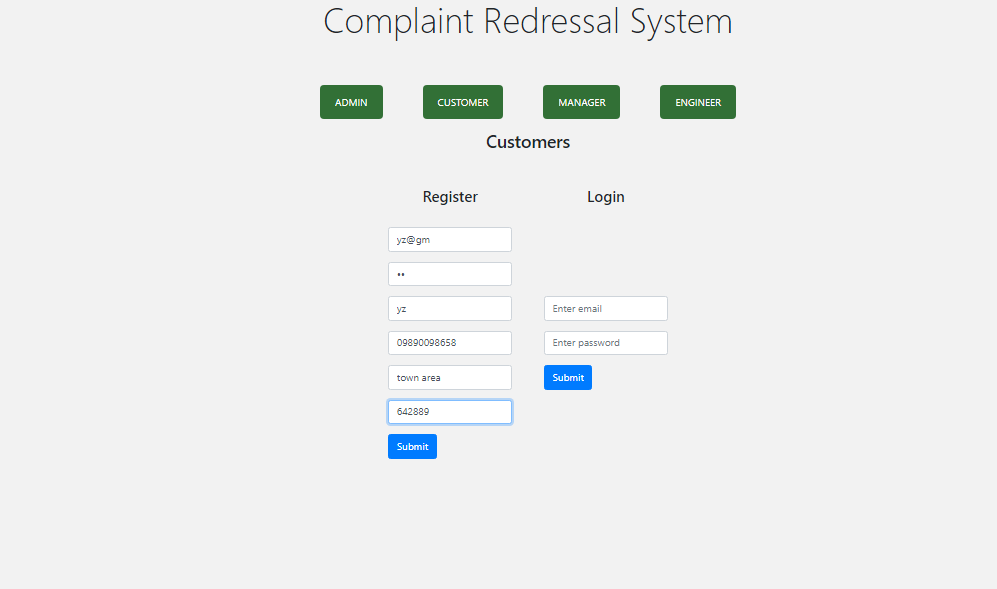 Complaint Redressal System
ADMIN CUSTOMER MANAGER ENGINEER
Customers
Register
yz@gm
••
yz
09890098658
town area
642889
Submit
Login
Enter email
Enter password
Submit